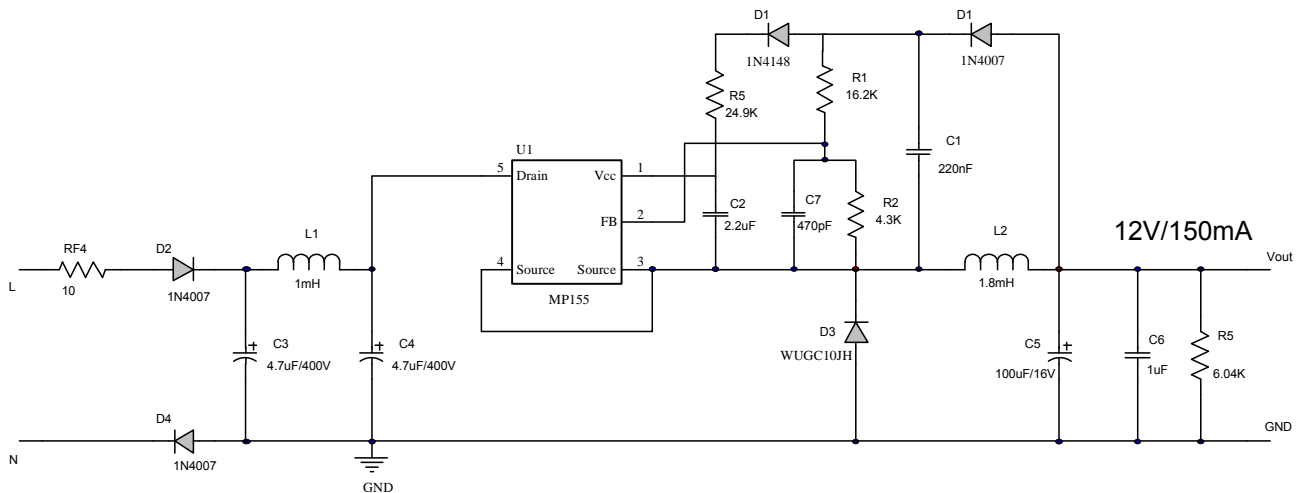 D1
1N4148
D1
1N4007
R5
24.9K
R1
16.2K
C1
220nF
U1
5
Drain
Vcc
1
FB
2
4
Source
Source
3
MP155
C2
2.2uF
C7
470pF
R2
4.3K
L2
1.8mH
12V/150mA
Vout
L
RF4
10
D2
1N4007
L1
1mH
C3
4.7uF/400V
C4
4.7uF/400V
D3
WUGC10JH
C5
100uF/16V
C6
1uF
R5
6.04K
N
D4
1N4007
GND
GND